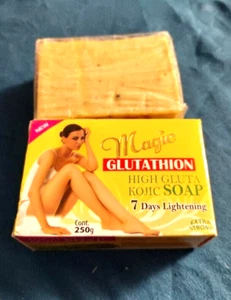 NEW
Magic
GLUTATHION
HIGH GLUTA
KOJIC SOAP
7 Days Lightening
Cont.
250g
EXTRA
STRONG